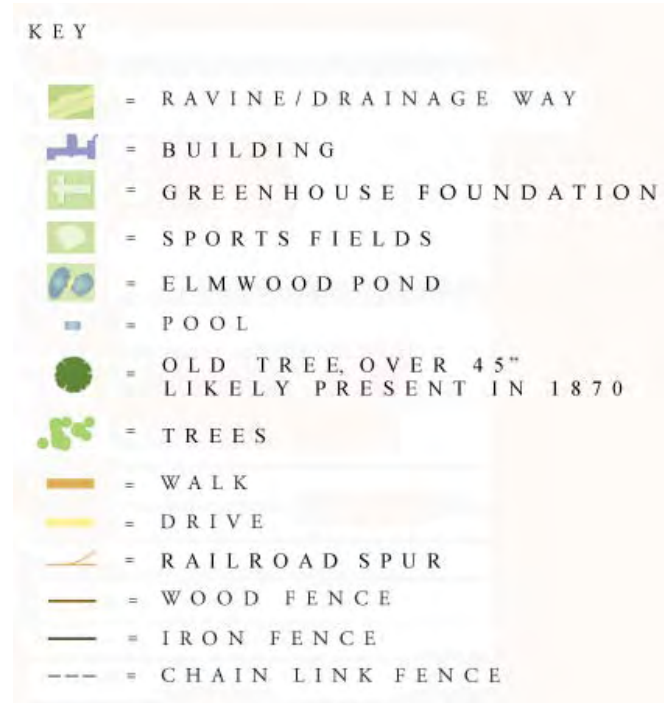 KEY
= RAVINE/DRAINAGE WAY
= BUILDING
= GREENHOUSE FOUNDATION
= SPORTS FIELDS
= ELMWOOD POND
= POOL
= OLD TREE, OVER 45"
LIKELY PRESENT IN 1870
= TREES
= WALK
= DRIVE
= RAILROAD SPUR
= WOOD FENCE
= IRON FENCE
= CHAIN LINK FENCE